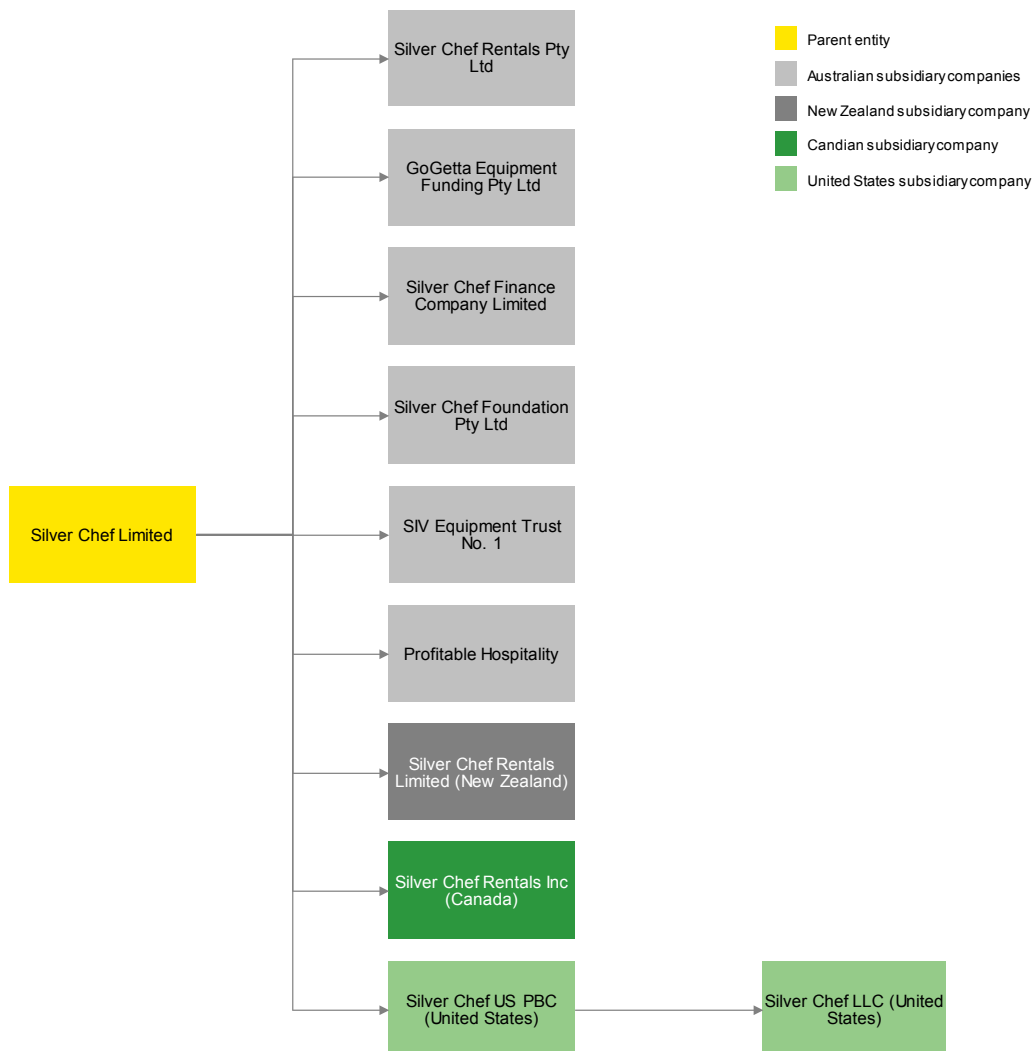 Silver Chef Rentals Pty
Ltd
GoGetta Equipment
Funding Pty Ltd
Silver Chef Finance
Company Limited
Silver Chef Foundation
Pty Ltd
Silver Chef Limited
SIV Equipment Trust
No. 1
Profitable Hospitality
Silver Chef Rentals
Limited (New Zealand)
Silver Chef Rentals Inc
(Canada)
Silver Chef US PBC
(United States)
Silver Chef LLC (United
States)
Parent entity
Australian subsidiary companies
New Zealand subsidiary company
Candian subsidiary company
United States subsidiary company